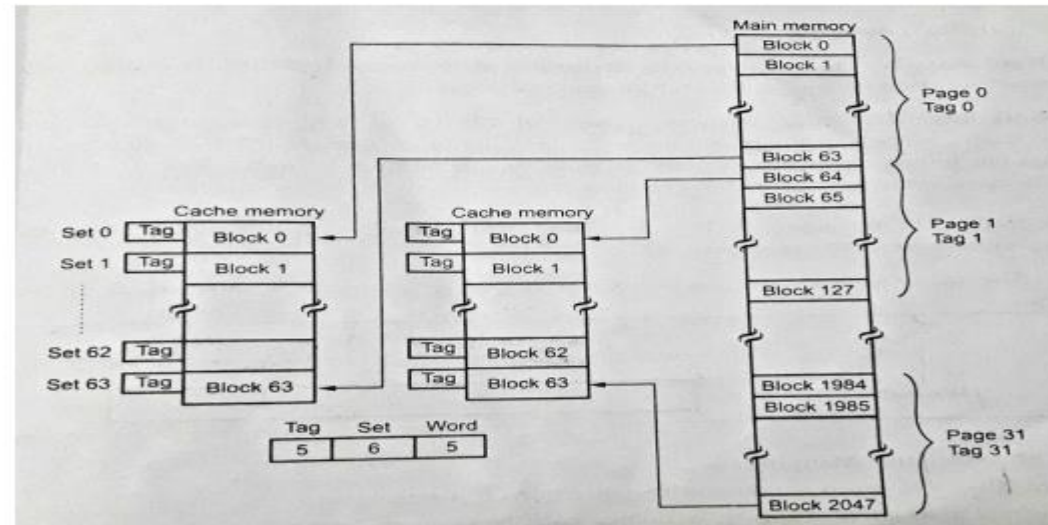 Main memory
Block 0
Block 1
Page 0
Tag 0
Block 63
Block 64
Block 65
Page 1
Tag 1
Block 127
Cache memory
Set 0 Tag Block 0
Set 1 Tag Block 1
Set 62 Tag
Set 63 Tag Block 63
Cache memory
Tag Block 0
Tag Block 1
Tag Block 62
Tag Block 63
Block 1984
Block 1985
Page 31
Tag 31
Block 2047
Tag Set Word
5 6 5